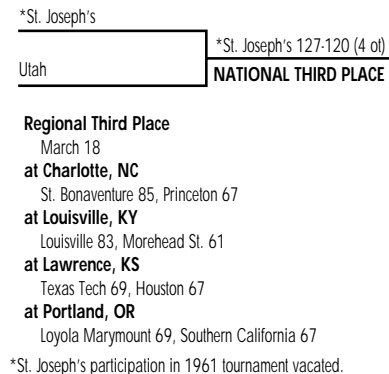 *St. Joseph's
*St. Joseph's 127-120 (4 ot)
Utah
NATIONAL THIRD PLACE
Regional Third Place
March 18
at Charlotte, NC
St. Bonaventure 85, Princeton 67
at Louisville, KY
Louisville 83, Morehead St. 61
at Lawrence, KS
Texas Tech 69, Houston 67
at Portland, OR
Loyola Marymount 69, Southern California 67
*St. Joseph's participation in 1961 tournament vacated.